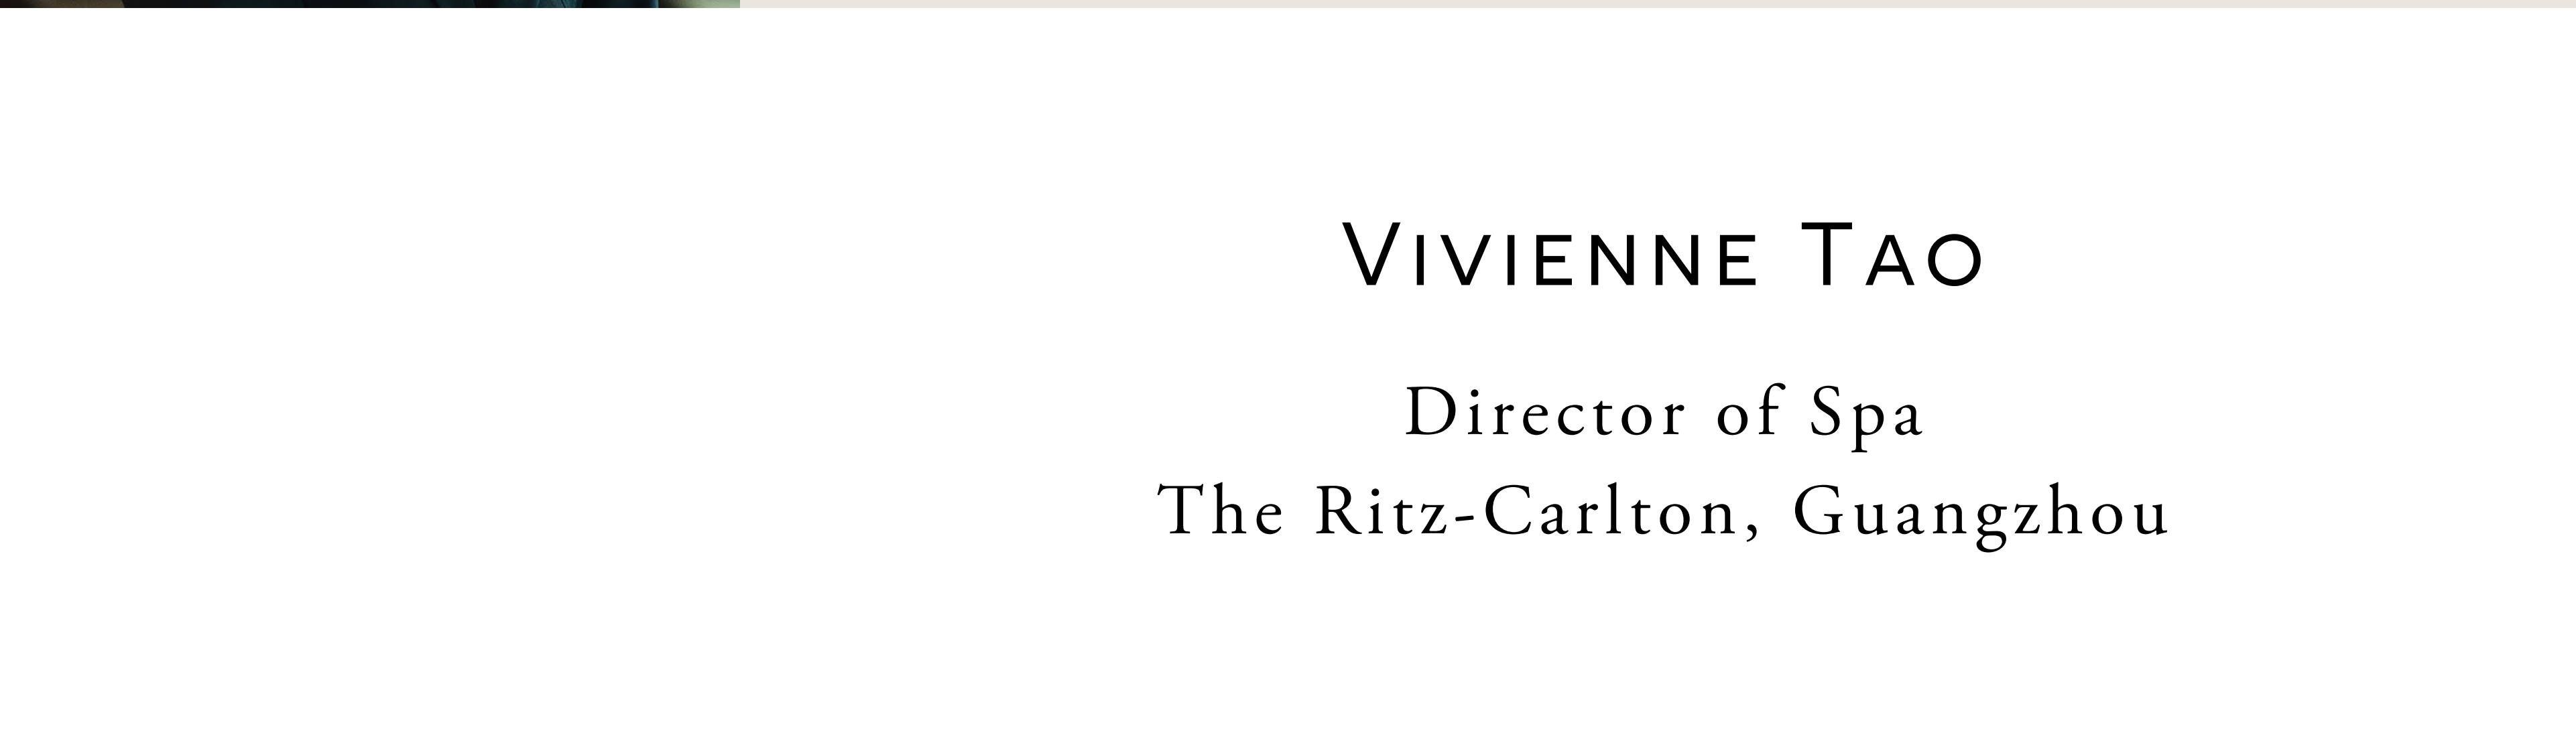 Vivienne Tao
Director of Spa
The Ritz-Carlton, Guangzhou